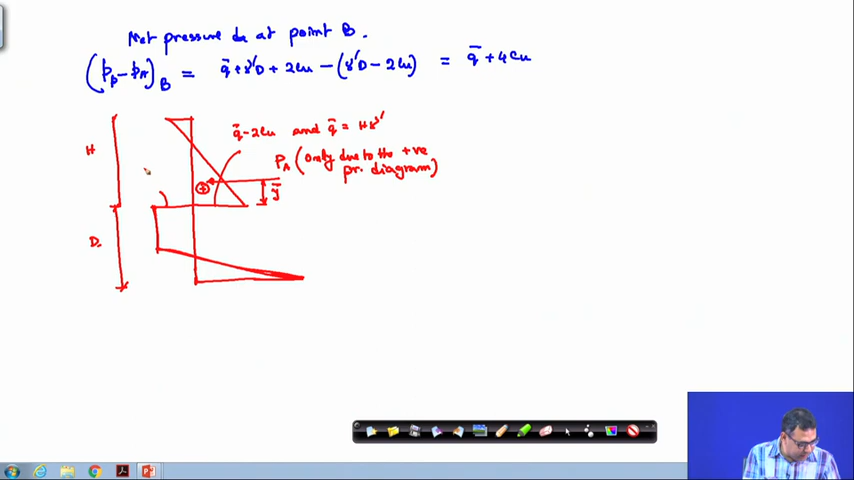 Net pressure da at point B.
(Pp - PA)B = q̄ + γ'D + 2Cu - (γ'D - 2Cu) = q̄ + 4Cu
q̄ - 2Cu and q̄ = Hγ'
H
PA (only due to the +ve
pr. diagram)
+
ȳ
D